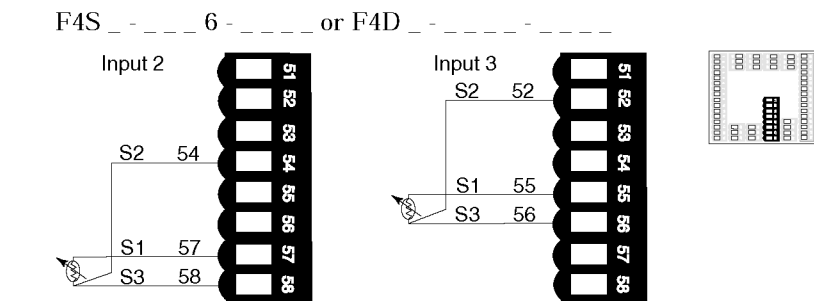 F4S _ - _ _ _ 6 - _ _ _ _ or F4D _ - _ _ _ _ - _ _ _ _
Input 2
51
52
53
S2 54
54
55
56
S1 57
57
S3 58
58
Input 3
51
S2 52
52
53
54
S1 55
55
S3 56
56
57
58